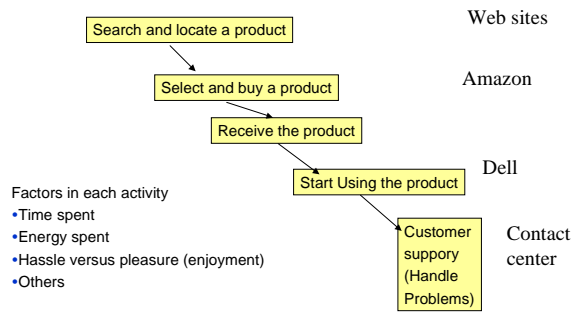 Web sites
Search and locate a product
Amazon
Select and buy a product
Receive the product
Dell
Start Using the product
Factors in each activity
•Time spent
•Energy spent
•Hassle versus pleasure (enjoyment)
•Others
Customer
suppory
(Handle
Problems)
Contact
center